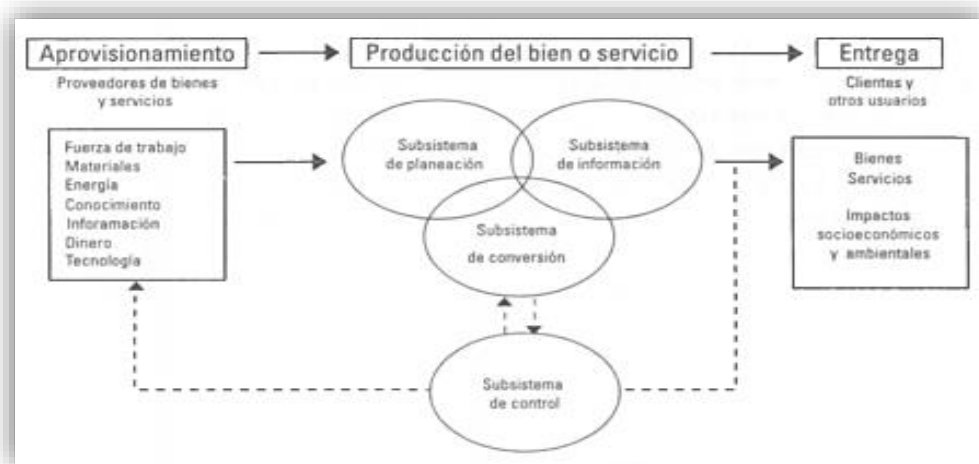 Aprovisionamiento
Producción del bien o servicio
Entrega
Proveedores de bienes
y servicios
Clientes y
otros usuarios
Fuerza de trabajo
Materiales
Energía
Conocimiento
Inforamación
Dinero
Tecnología
Subsistema
de planeación
Subsistema
de información
Subsistema
de conversión
Bienes
Servicios
Impactos
socioeconómicos
y ambientales
Subsistema
de control